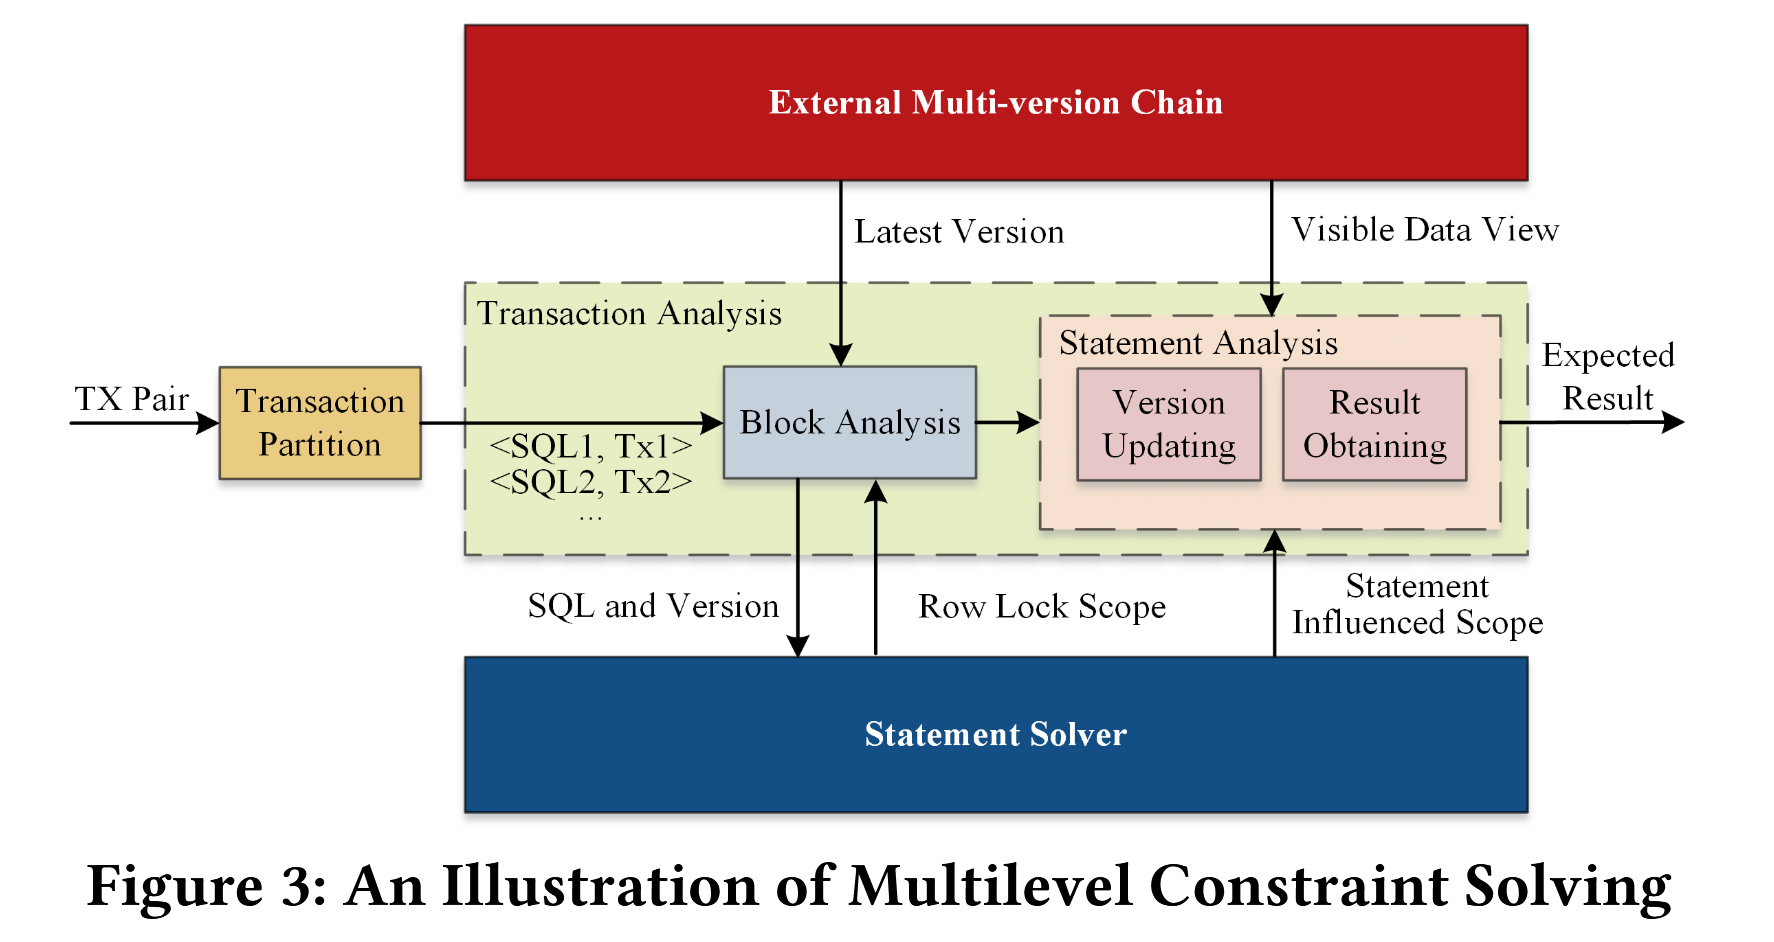 External Multi-version Chain
Latest Version
Visible Data View
Transaction Analysis
Statement Analysis
TX Pair
Transaction
Partition
<SQL1, Tx1>
<SQL2, Tx2>
...
Block Analysis
Version
Updating
Result
Obtaining
Expected
Result
SQL and Version
Row Lock Scope
Statement
Influenced Scope
Statement Solver
Figure 3: An Illustration of Multilevel Constraint Solving